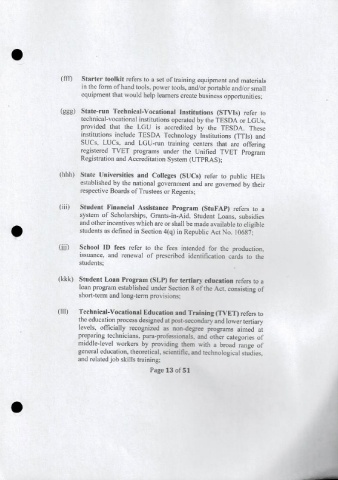 (fff) Starter toolkit refers to a set of training equipment and materials
in the form of hand tools, power tools, and/or portable and/or small
equipment that would help learners create business opportunities;
(ggg) State-run Technical-Vocational Institutions (STVIs) refer to
technical-vocational institutions operated by the TESDA or LGUs,
provided that the LGU is accredited by the TESDA. These
institutions include TESDA Technology Institutions (TTIs) and
SUCs, LUCs, and LGU-run training centers that are offering
registered TVET programs under the Unified TVET Program
Registration and Accreditation System (UTPRAS);
(hhh) State Universities and Colleges (SUCs) refer to public HEIs
established by the national government and are governed by their
respective Boards of Trustees or Regents;
(iii) Student Financial Assistance Program (StuFAP) refers to a
system of Scholarships, Grants-in-Aid, Student Loans, subsidies
and other incentives which are or shall be made available to eligible
students as defined in Section 4(q) in Republic Act No. 10687;
(jjj) School ID fees refer to the fees intended for the production,
issuance, and renewal of prescribed identification cards to the
students;
(kkk) Student Loan Program (SLP) for tertiary education refers to a
loan program established under Section 8 of the Act, consisting of
short-term and long-term provisions;
(lll) Technical-Vocational Education and Training (TVET) refers to
the education process designed at post-secondary and lower tertiary
levels, officially recognized as non-degree programs aimed at
preparing technicians, para-professionals, and other categories of
middle-level workers by providing them with a broad range of
general education, theoretical, scientific, and technological studies,
and related job skills training;
Page 13 of 51